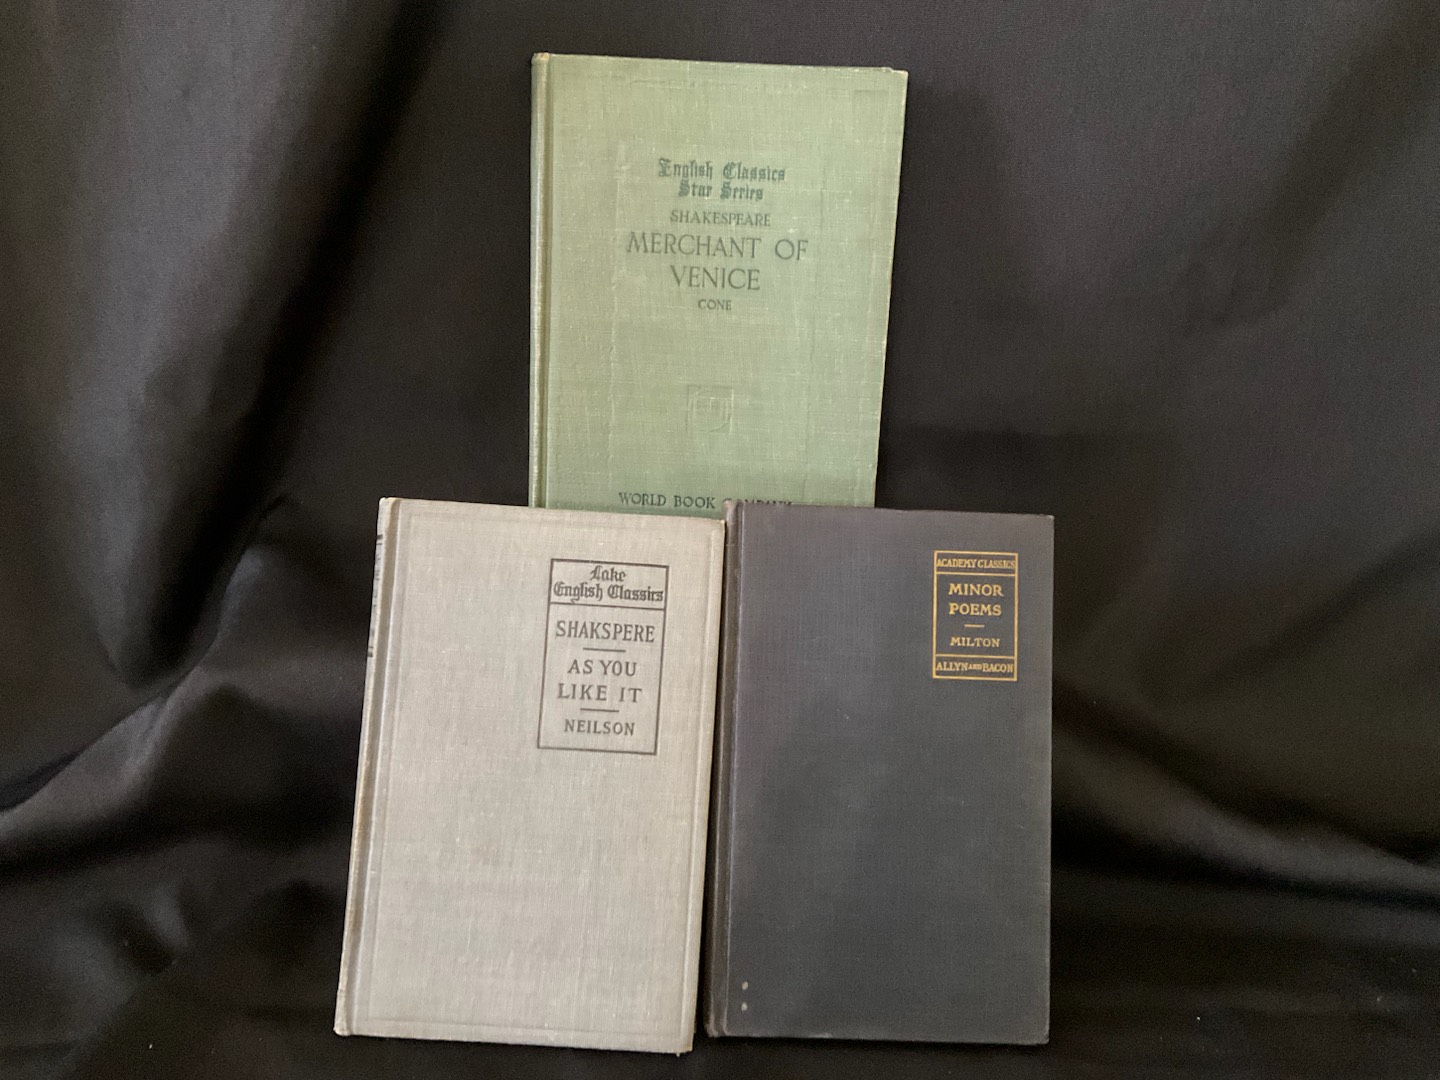 English Classics
Star Series
SHAKESPEARE
MERCHANT OF
VENICE
CONE
WORLD BOOK COMPANY
Lake
English Classics
SHAKSPERE
AS YOU
LIKE IT
NEILSON
ACADEMY CLASSICS
MINOR
POEMS
MILTON
ALLYN AND BACON